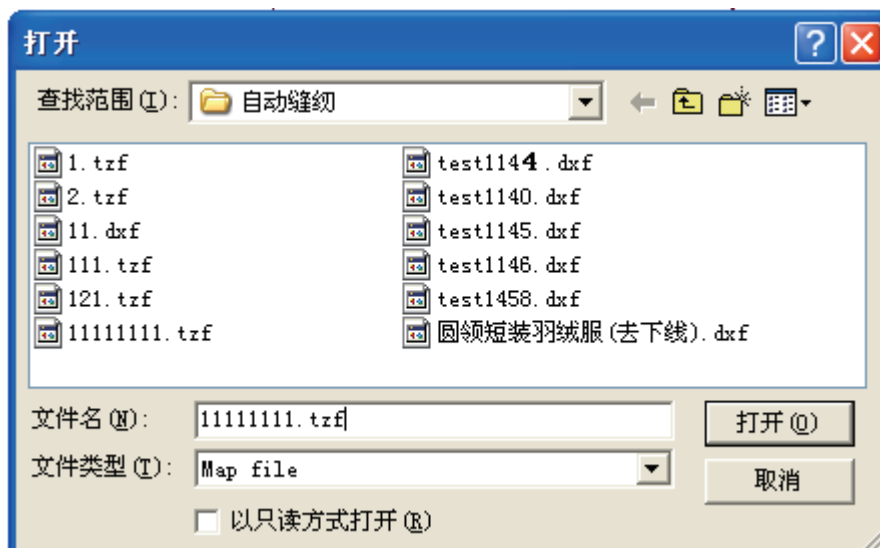 打开
查找范围(I): 自动缝纫
1.tzf
2.tzf
11.dxf
111.tzf
121.tzf
11111111.tzf
test1144.dxf
test1140.dxf
test1145.dxf
test1146.dxf
test1458.dxf
圆领短装羽绒服(去下线).dxf
文件名(N): 11111111.tzf 打开(O)
文件类型(T): Map file 取消
以只读方式打开(R)